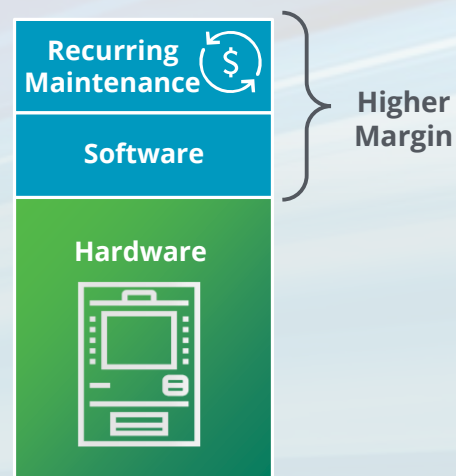 Recurring
Maintenance
$
Software
Hardware
Higher
Margin